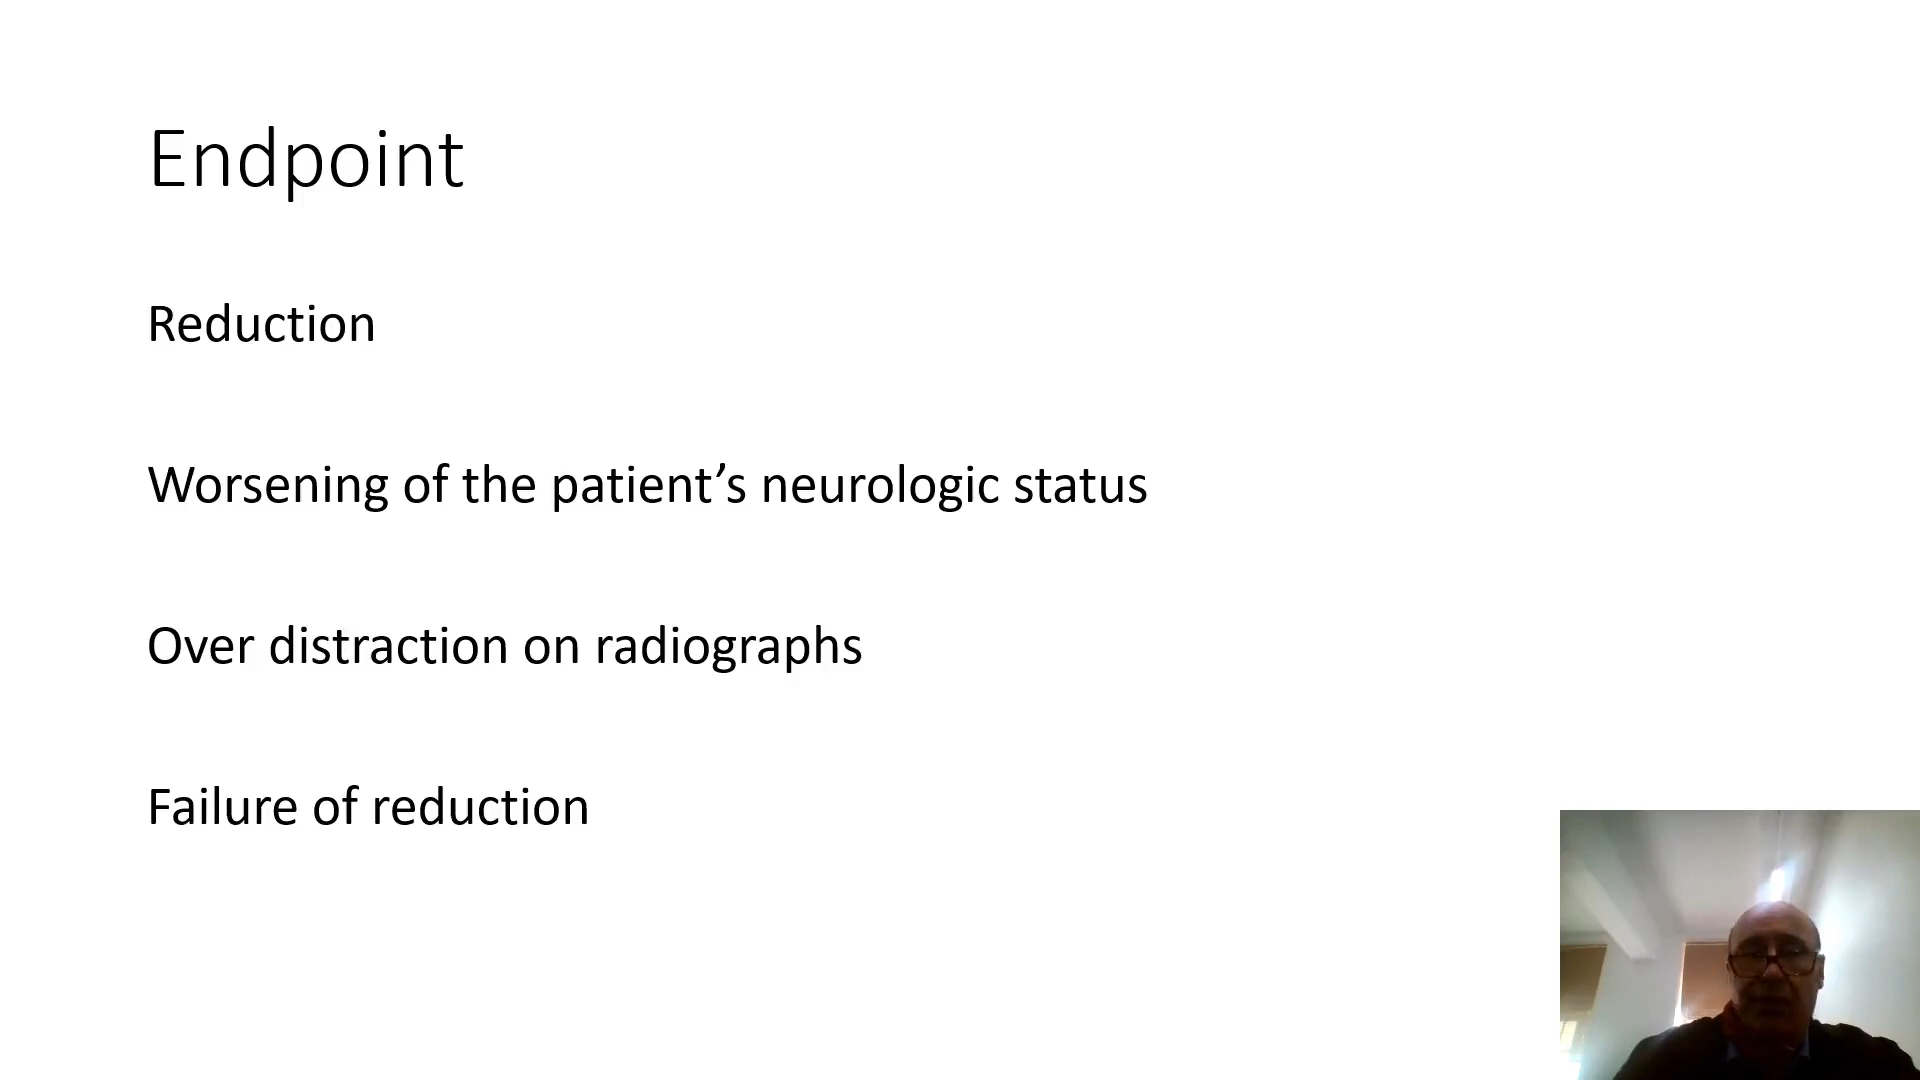 Endpoint
Reduction
Worsening of the patient’s neurologic status
Over distraction on radiographs
Failure of reduction